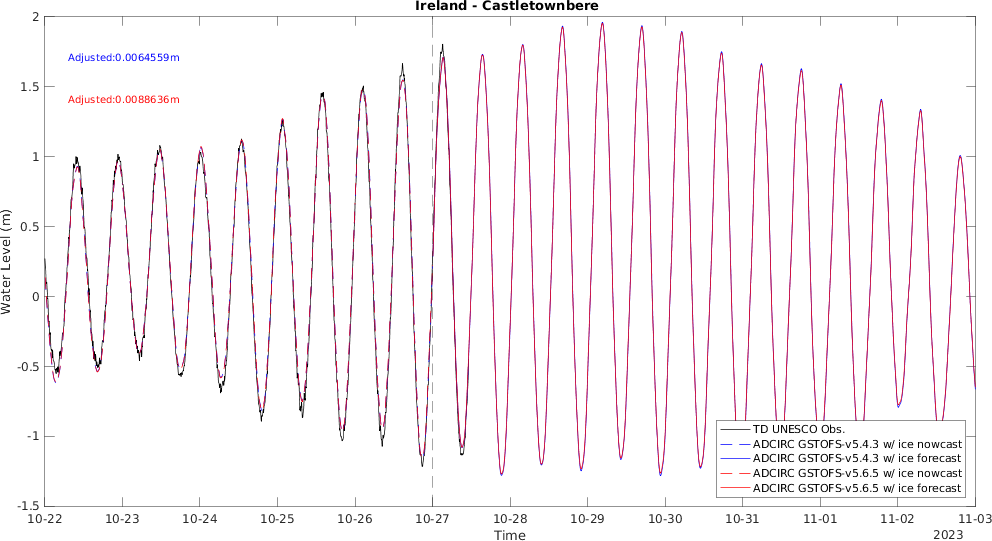 Ireland - Castletownbere
2
Adjusted:0.0064559m
1.5
Adjusted:0.0088636m
1
0.5
Water Level (m)
0
-0.5
-1
TD UNESCO Obs.
ADCIRC GSTOFS-v5.4.3 w/ ice nowcast
ADCIRC GSTOFS-v5.4.3 w/ ice forecast
ADCIRC GSTOFS-v5.6.5 w/ ice nowcast
ADCIRC GSTOFS-v5.6.5 w/ ice forecast
-1.5
10-22 10-23 10-24 10-25 10-26 10-27 10-28 10-29 10-30 10-31 11-01 11-02 11-03
Time
2023